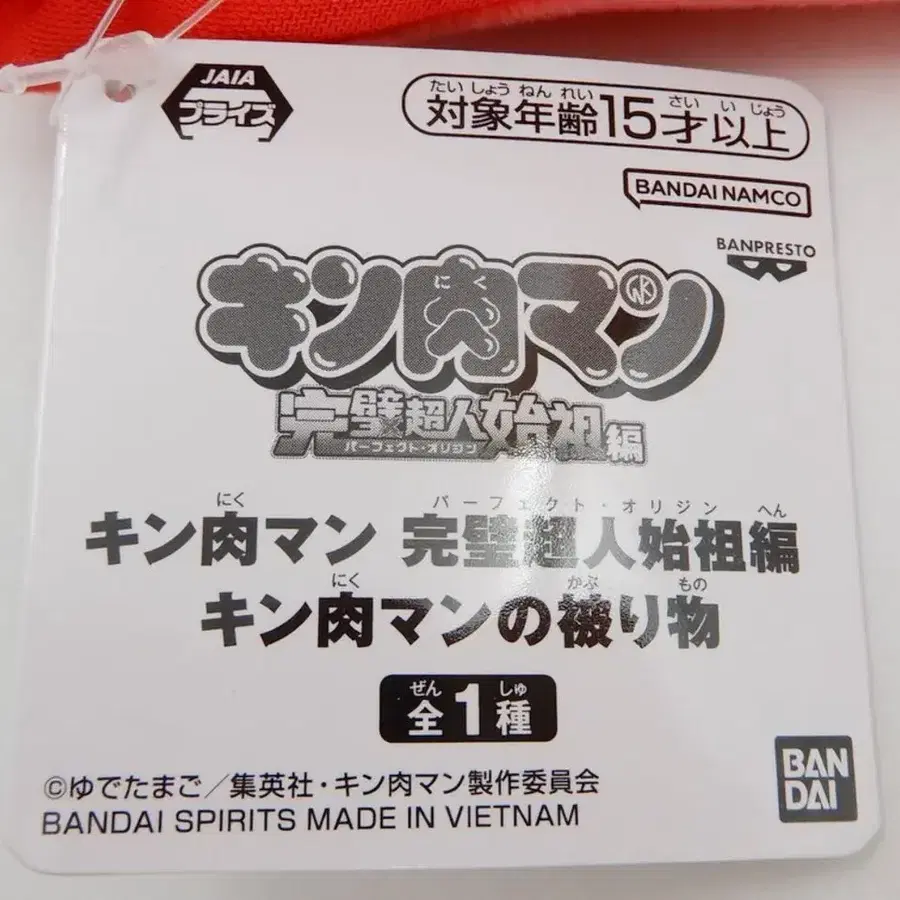 JAIA
プライズ
たい しょう ねん れい さい い じょう
対象年齢15才以上
BANDAI NAMCO
BANPRESTO
キン肉マン
にく
完璧超人始祖編
パーフェクト・オリジン
にく パーフェクト・オリジン へん
キン肉マン 完璧超人始祖編
にく かぶ もの
キン肉マンの被り物
ぜん しゅ
全1種
©ゆでたまご／集英社・キン肉マン製作委員会
BANDAI SPIRITS MADE IN VIETNAM
BAN
DAI